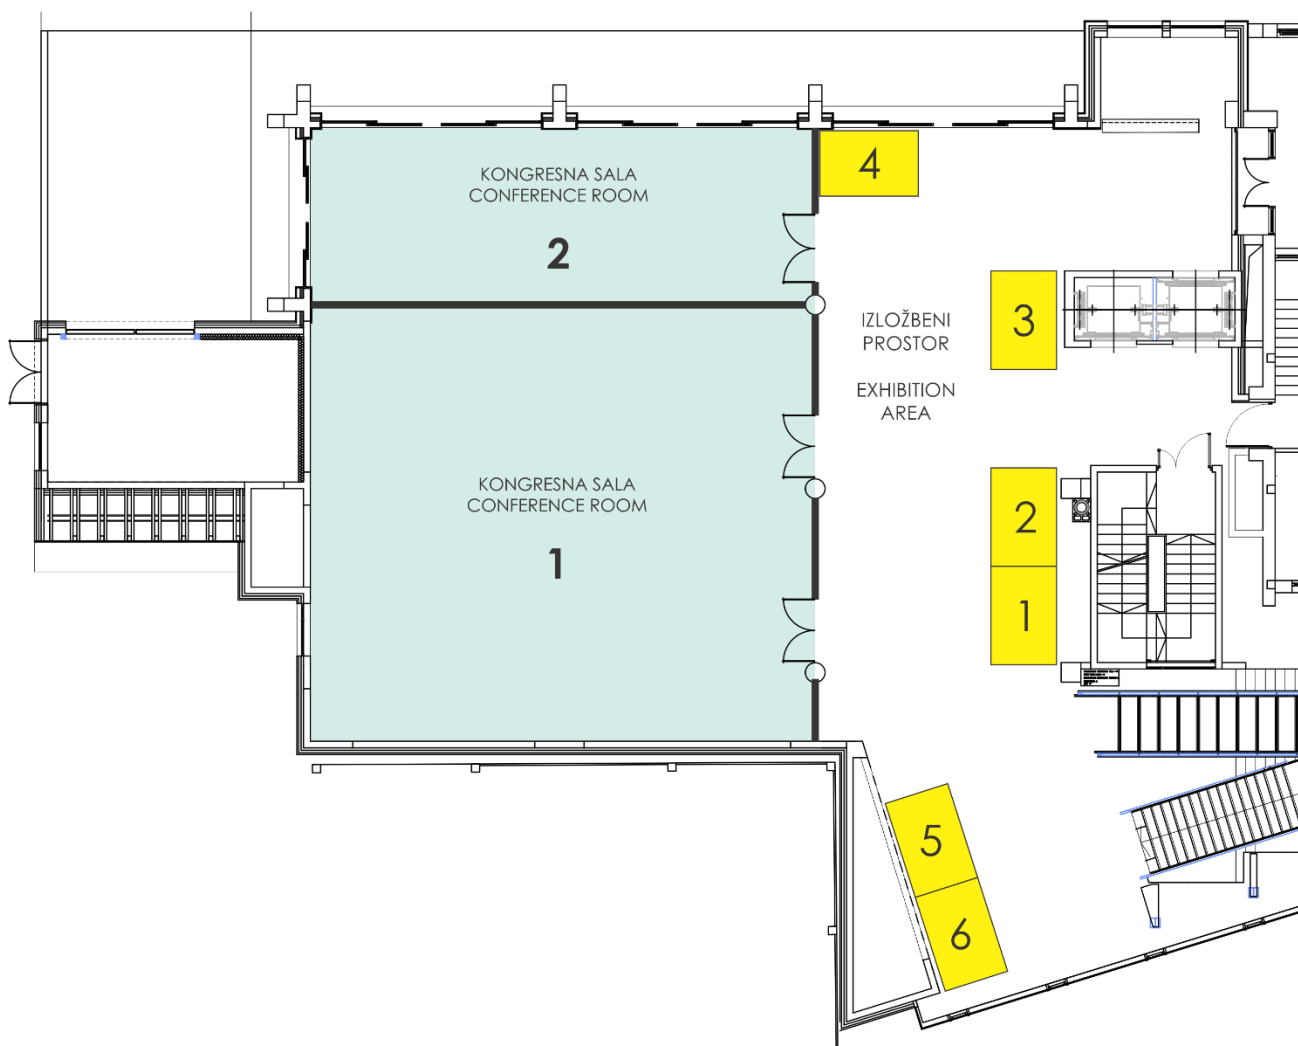 KONGRESNA SALA
CONFERENCE ROOM
2
4
IZLOŽBENI
PROSTOR
EXHIBITION
AREA
3
KONGRESNA SALA
CONFERENCE ROOM
1
2
1
5
6